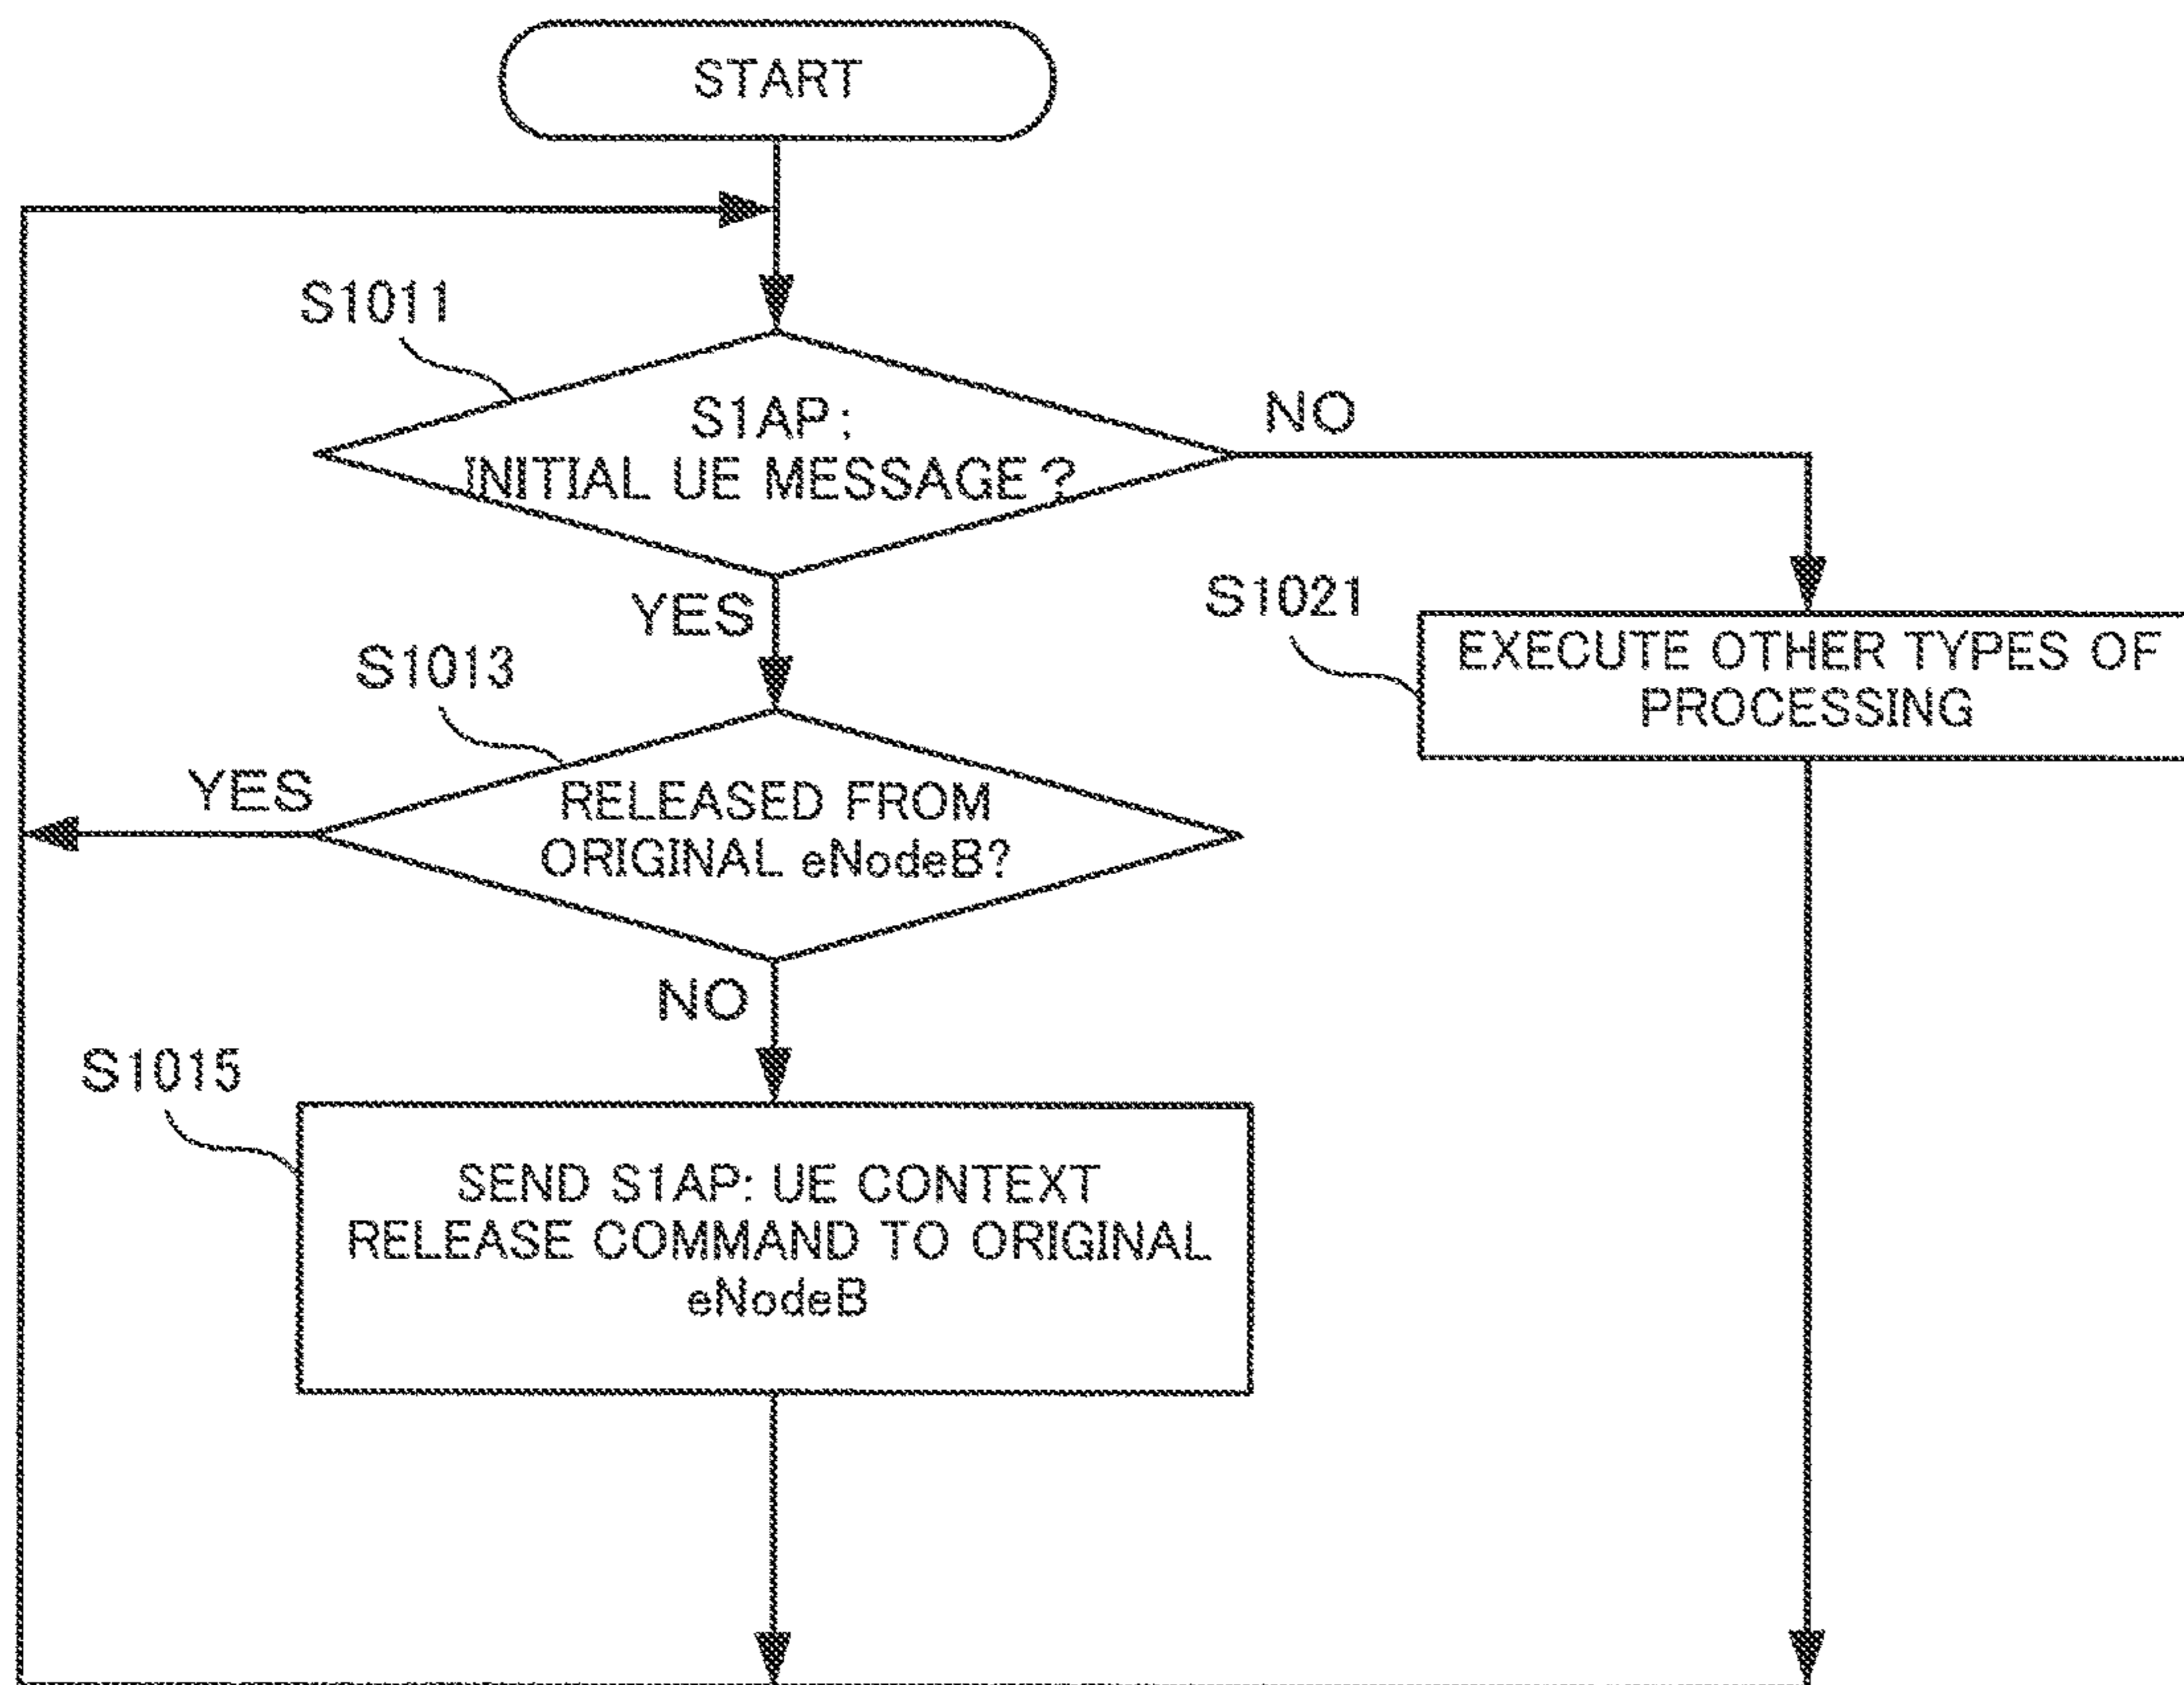 START
S1011
S1AP:
INITIAL UE MESSAGE?
NO
YES
S1021
EXECUTE OTHER TYPES OF
PROCESSING
S1013
YES
RELEASED FROM
ORIGINAL eNodeB?
NO
S1015
SEND S1AP: UE CONTEXT
RELEASE COMMAND TO ORIGINAL
eNodeB